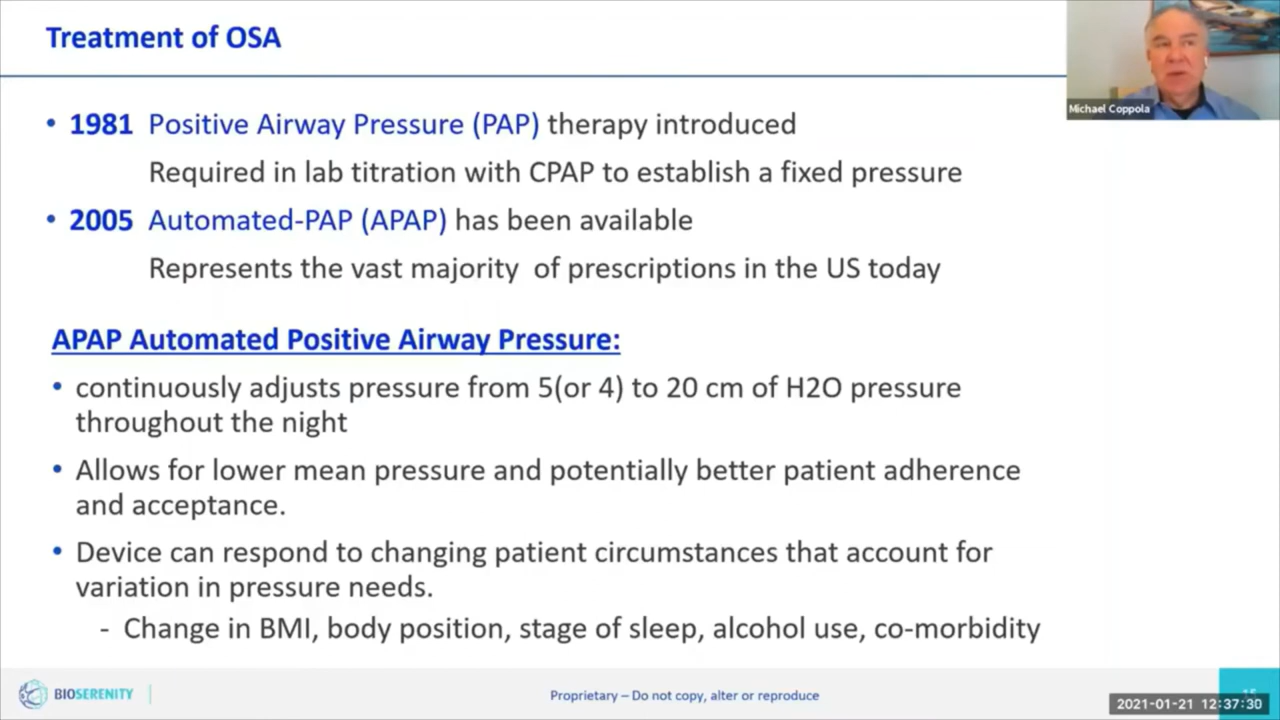 Treatment of OSA
Michael Coppola
• 1981 Positive Airway Pressure (PAP) therapy introduced
Required in lab titration with CPAP to establish a fixed pressure
• 2005 Automated-PAP (APAP) has been available
Represents the vast majority of prescriptions in the US today
APAP Automated Positive Airway Pressure:
• continuously adjusts pressure from 5(or 4) to 20 cm of H2O pressure
throughout the night
• Allows for lower mean pressure and potentially better patient adherence
and acceptance.
• Device can respond to changing patient circumstances that account for
variation in pressure needs.
- Change in BMI, body position, stage of sleep, alcohol use, co-morbidity
BIOSERENITY
Proprietary – Do not copy, alter or reproduce
2021-01-21 12:37:30